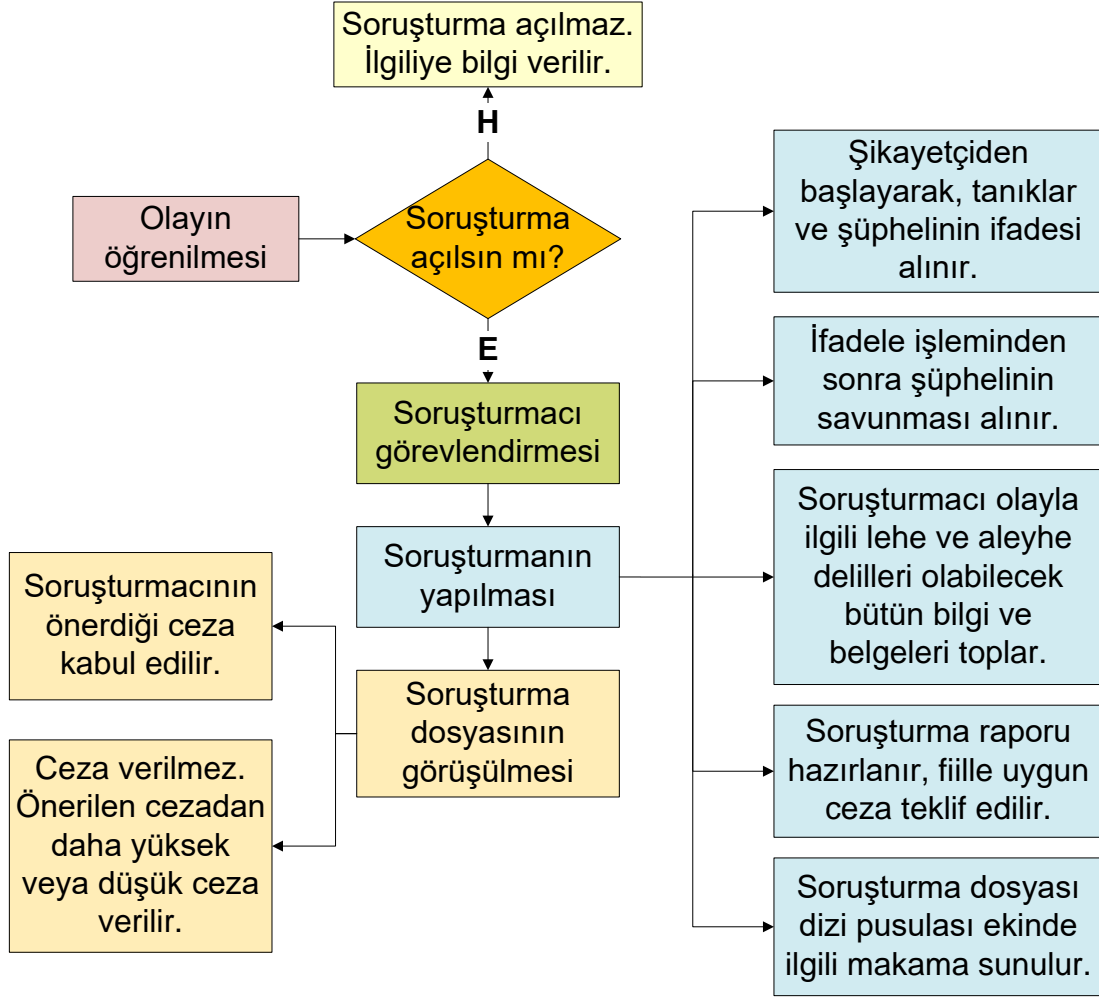 Soruşturma açılmaz.
İlgiliye bilgi verilir.
H
Olayın
öğrenilmesi
Soruşturma
açılsın mı?
E
Soruşturmacı
görevlendirmesi
Soruşturmanın
yapılması
Soruşturma
dosyasının
görüşülmesi
Soruşturmacının
önerdiği ceza
kabul edilir.
Ceza verilmez.
Önerilen cezadan
daha yüksek
veya düşük ceza
verilir.
Şikayetçiden
başlayarak, tanıklar
ve şüphelinin ifadesi
alınır.
İfadele işleminden
sonra şüphelinin
savunması alınır.
Soruşturmacı olayla
ilgili lehe ve aleyhe
delilleri olabilecek
bütün bilgi ve
belgeleri toplar.
Soruşturma raporu
hazırlanır, fiille uygun
ceza teklif edilir.
Soruşturma dosyası
dizi pusulası ekinde
ilgili makama sunulur.